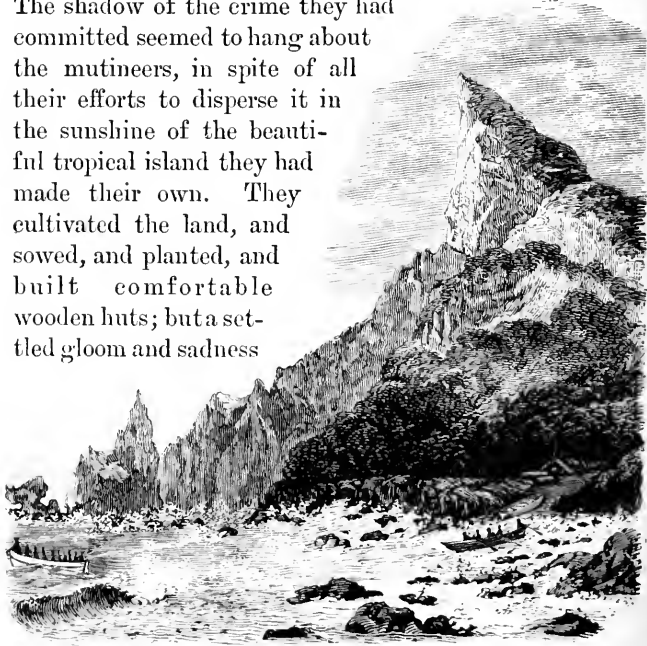 The shadow of the crime they had
committed seemed to hang about
the mutineers, in spite of all
their efforts to disperse it in
the sunshine of the beauti-
ful tropical island they had
made their own. They
cultivated the land, and
sowed, and planted, and
built comfortable
wooden huts; but a set-
tled gloom and sadness